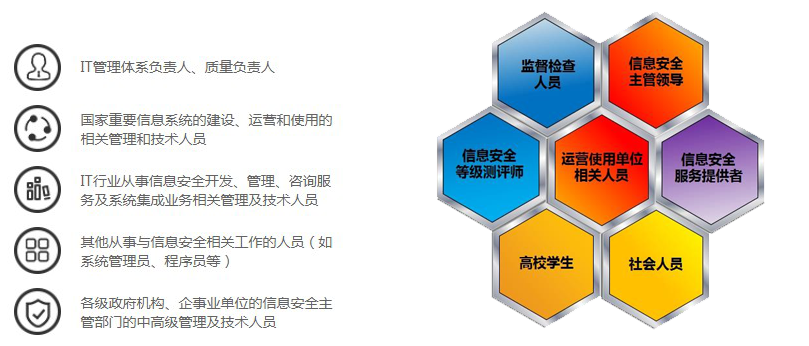 IT管理体系负责人、质量负责人
国家重要信息系统的建设、运营和使用的
相关管理和技术人员
IT行业从事信息安全开发、管理、咨询服
务及系统集成业务相关管理及技术人员
其他从事与信息安全相关工作的人员（如
系统管理员、程序员等）
各级政府机构、企事业单位的信息安全主
管部门的中高级管理及技术人员
监督检查
人员
信息安全
主管领导
信息安全
等级测评师
运营使用单位
相关人员
信息安全
服务提供者
高校学生
社会人员